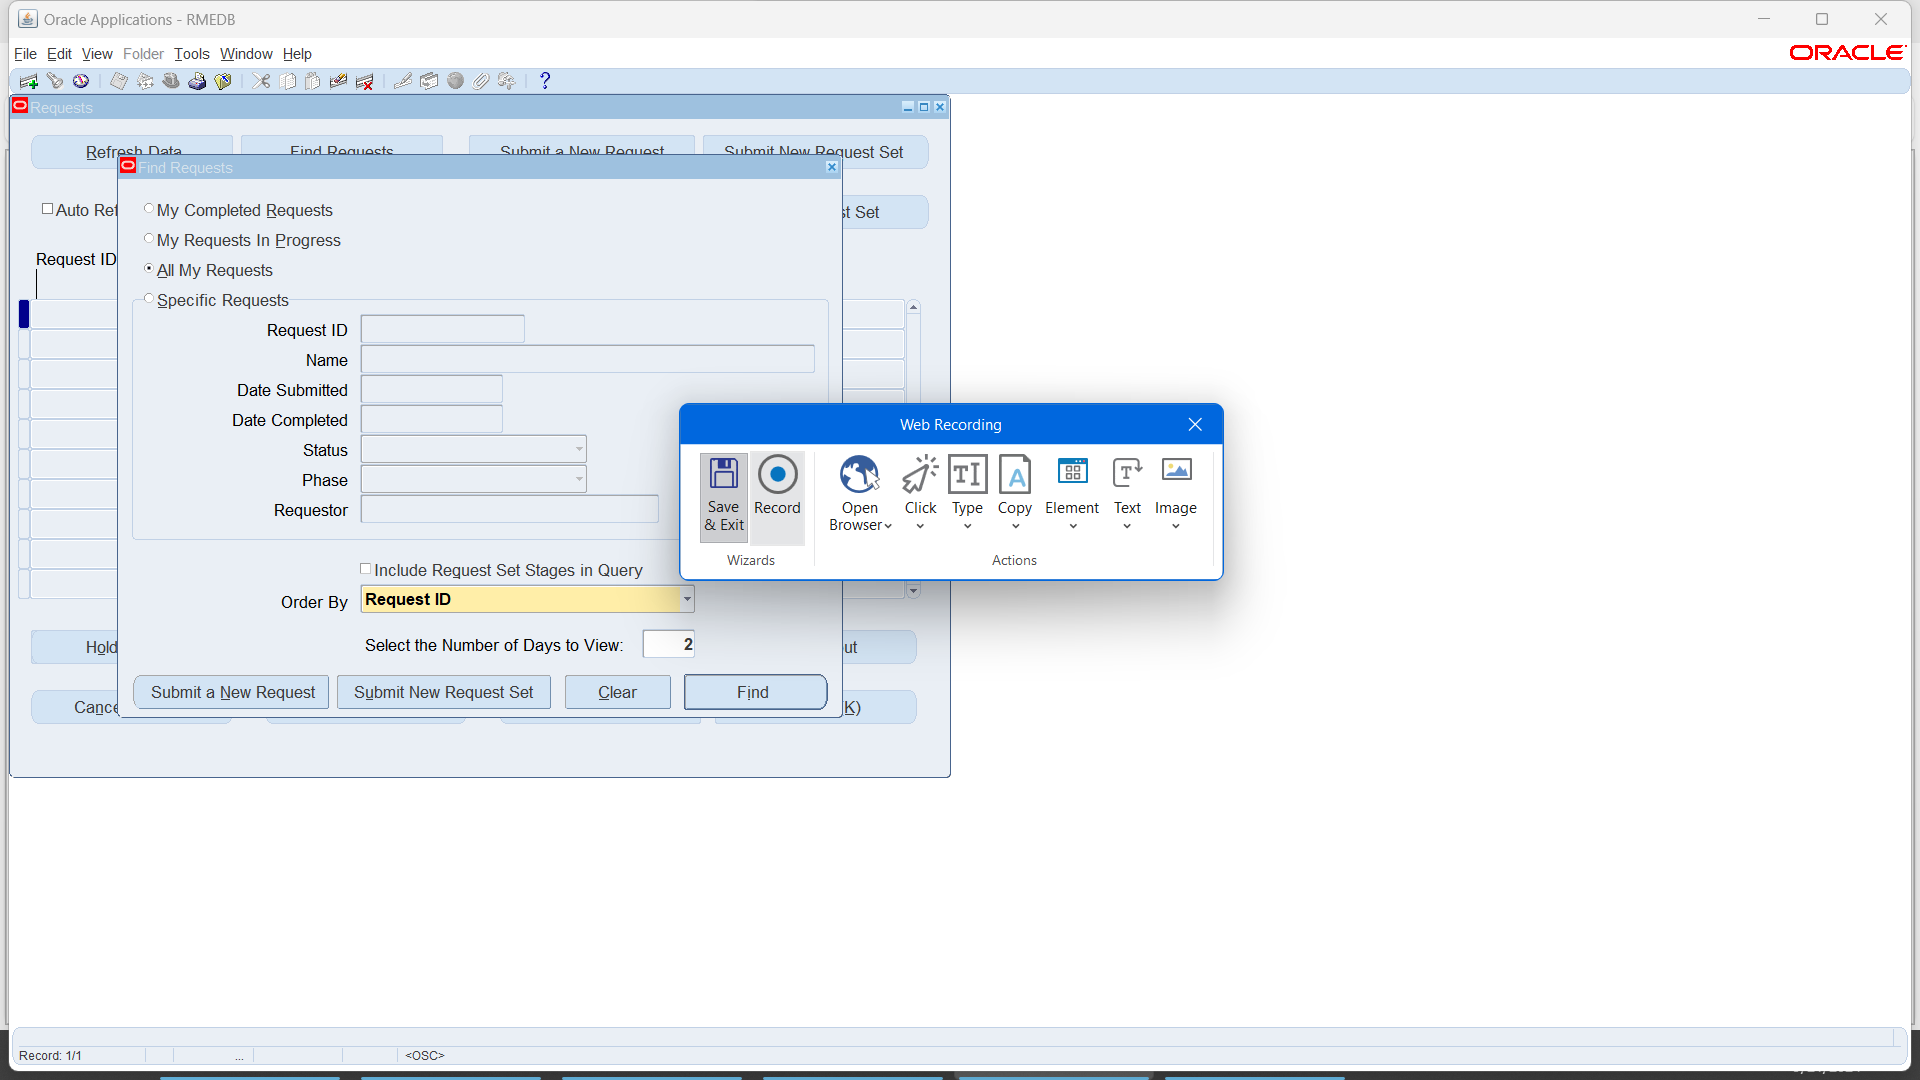 Oracle Applications - RMEDB
File Edit View Folder Tools Window Help
ORACLE
Requests
Refresh Data Find Requests Submit a New Request Submit New Request Set
Find Requests
Auto Ref
st Set
My Completed Requests
My Requests In Progress
Request ID
All My Requests
Specific Requests
Request ID
Name
Date Submitted
Date Completed
Status
Phase
Requestor
Web Recording
Save & Exit
Record
Open Browser
Click
Type
Copy
Element
Text
Image
Wizards
Actions
Include Request Set Stages in Query
Order By Request ID
Select the Number of Days to View: 2
Hold
ut
Submit a New Request Submit New Request Set Clear Find
Cance
K)
Record: 1/1 ... <OSC>